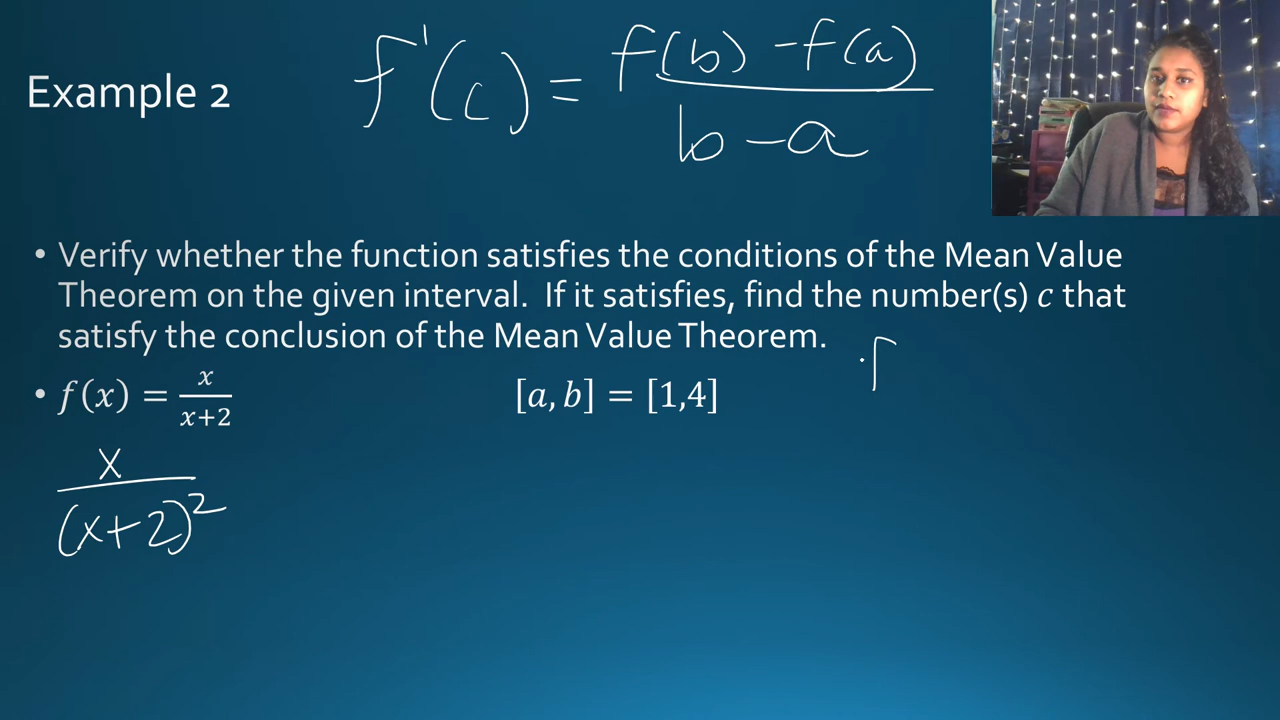 Example 2
f'(c) = f(b) - f(a) / b - a
• Verify whether the function satisfies the conditions of the Mean Value
Theorem on the given interval. If it satisfies, find the number(s) c that
satisfy the conclusion of the Mean Value Theorem.
• f(x) = x / x+2 [a, b] = [1,4]
x / (x+2)²